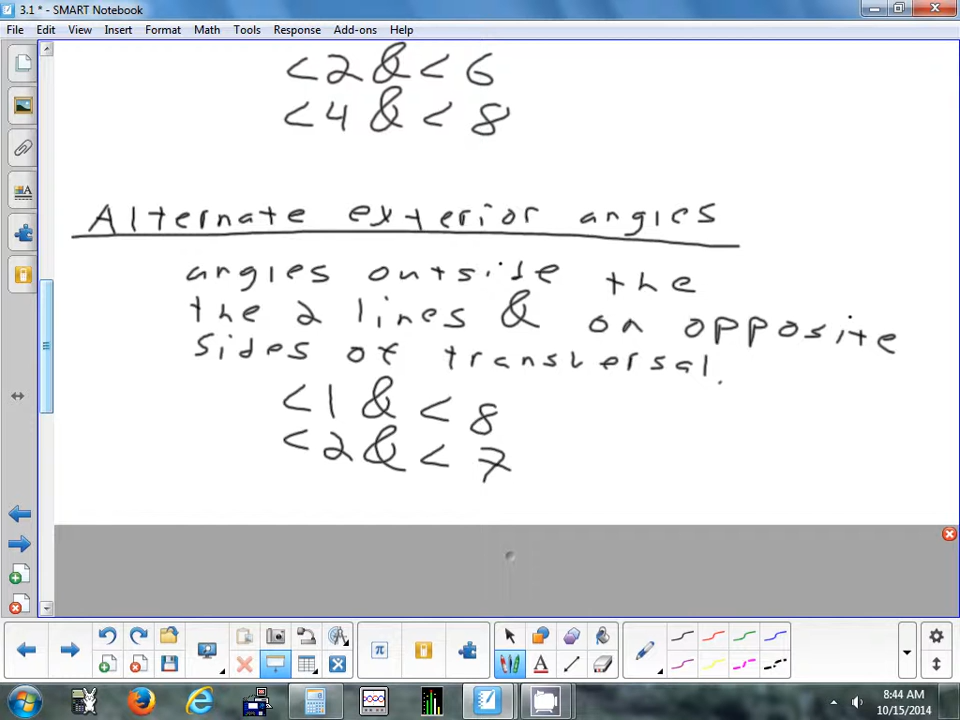 3.1 * - SMART Notebook
File Edit View Insert Format Math Tools Response Add-ons Help
<2 & < 6
<4 & < 8
Alternate exterior angles
angles outside the
the 2 lines & on opposite
sides of transversal.
<1 & < 8
<2 & < 7
8:44 AM
10/15/2014